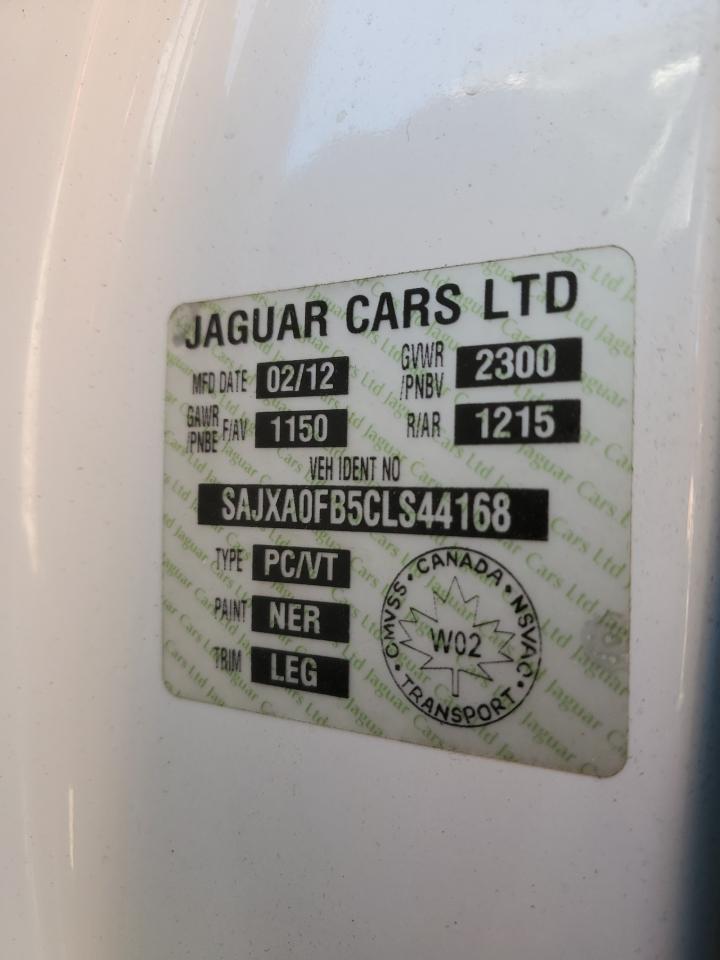 JAGUAR CARS LTD
MFD DATE 02/12 GVWR/PNBV 2300
GAWR/PNBE F/AV 1150 R/AR 1215
VEH IDENT NO
SAJXA0FB5CLS44168
TYPE PC/VT
PAINT NER
TRIM LEG
CMVSS · CANADA · NSVAC · TRANSPORT ·
W02